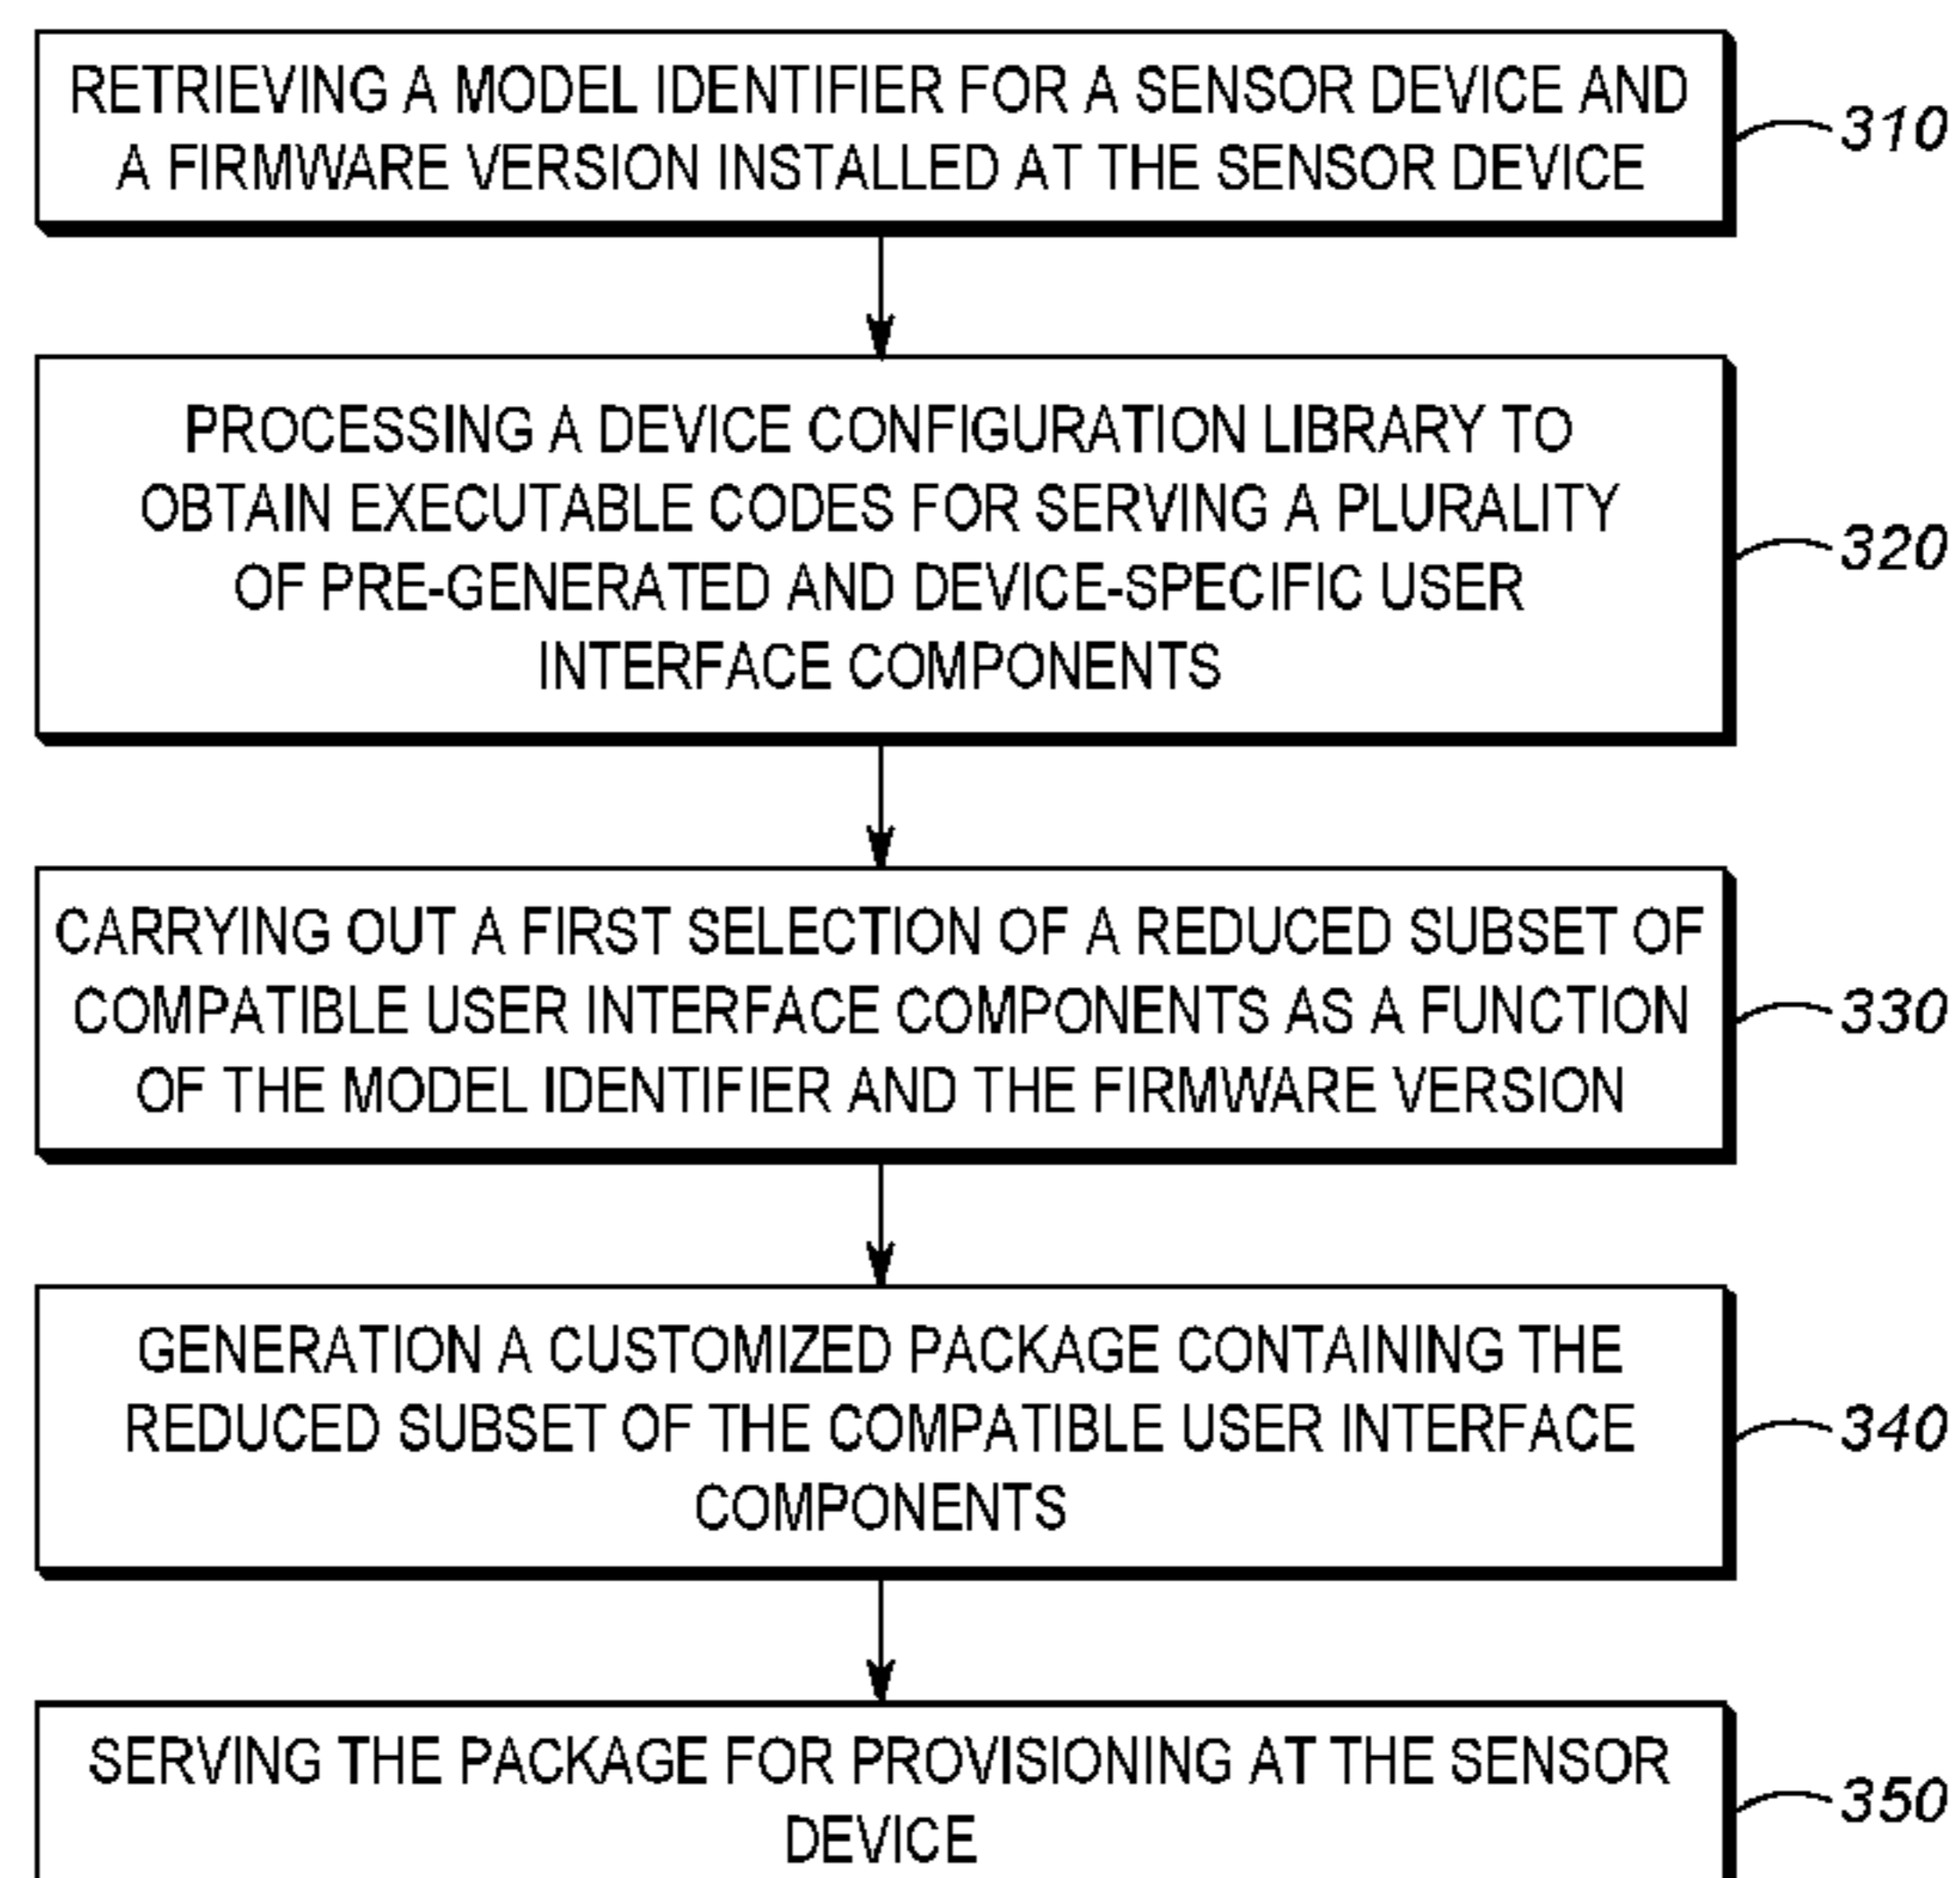 RETRIEVING A MODEL IDENTIFIER FOR A SENSOR DEVICE AND
A FIRMWARE VERSION INSTALLED AT THE SENSOR DEVICE
310
PROCESSING A DEVICE CONFIGURATION LIBRARY TO
OBTAIN EXECUTABLE CODES FOR SERVING A PLURALITY
OF PRE-GENERATED AND DEVICE-SPECIFIC USER
INTERFACE COMPONENTS
320
CARRYING OUT A FIRST SELECTION OF A REDUCED SUBSET OF
COMPATIBLE USER INTERFACE COMPONENTS AS A FUNCTION
OF THE MODEL IDENTIFIER AND THE FIRMWARE VERSION
330
GENERATION A CUSTOMIZED PACKAGE CONTAINING THE
REDUCED SUBSET OF THE COMPATIBLE USER INTERFACE
COMPONENTS
340
SERVING THE PACKAGE FOR PROVISIONING AT THE SENSOR
DEVICE
350